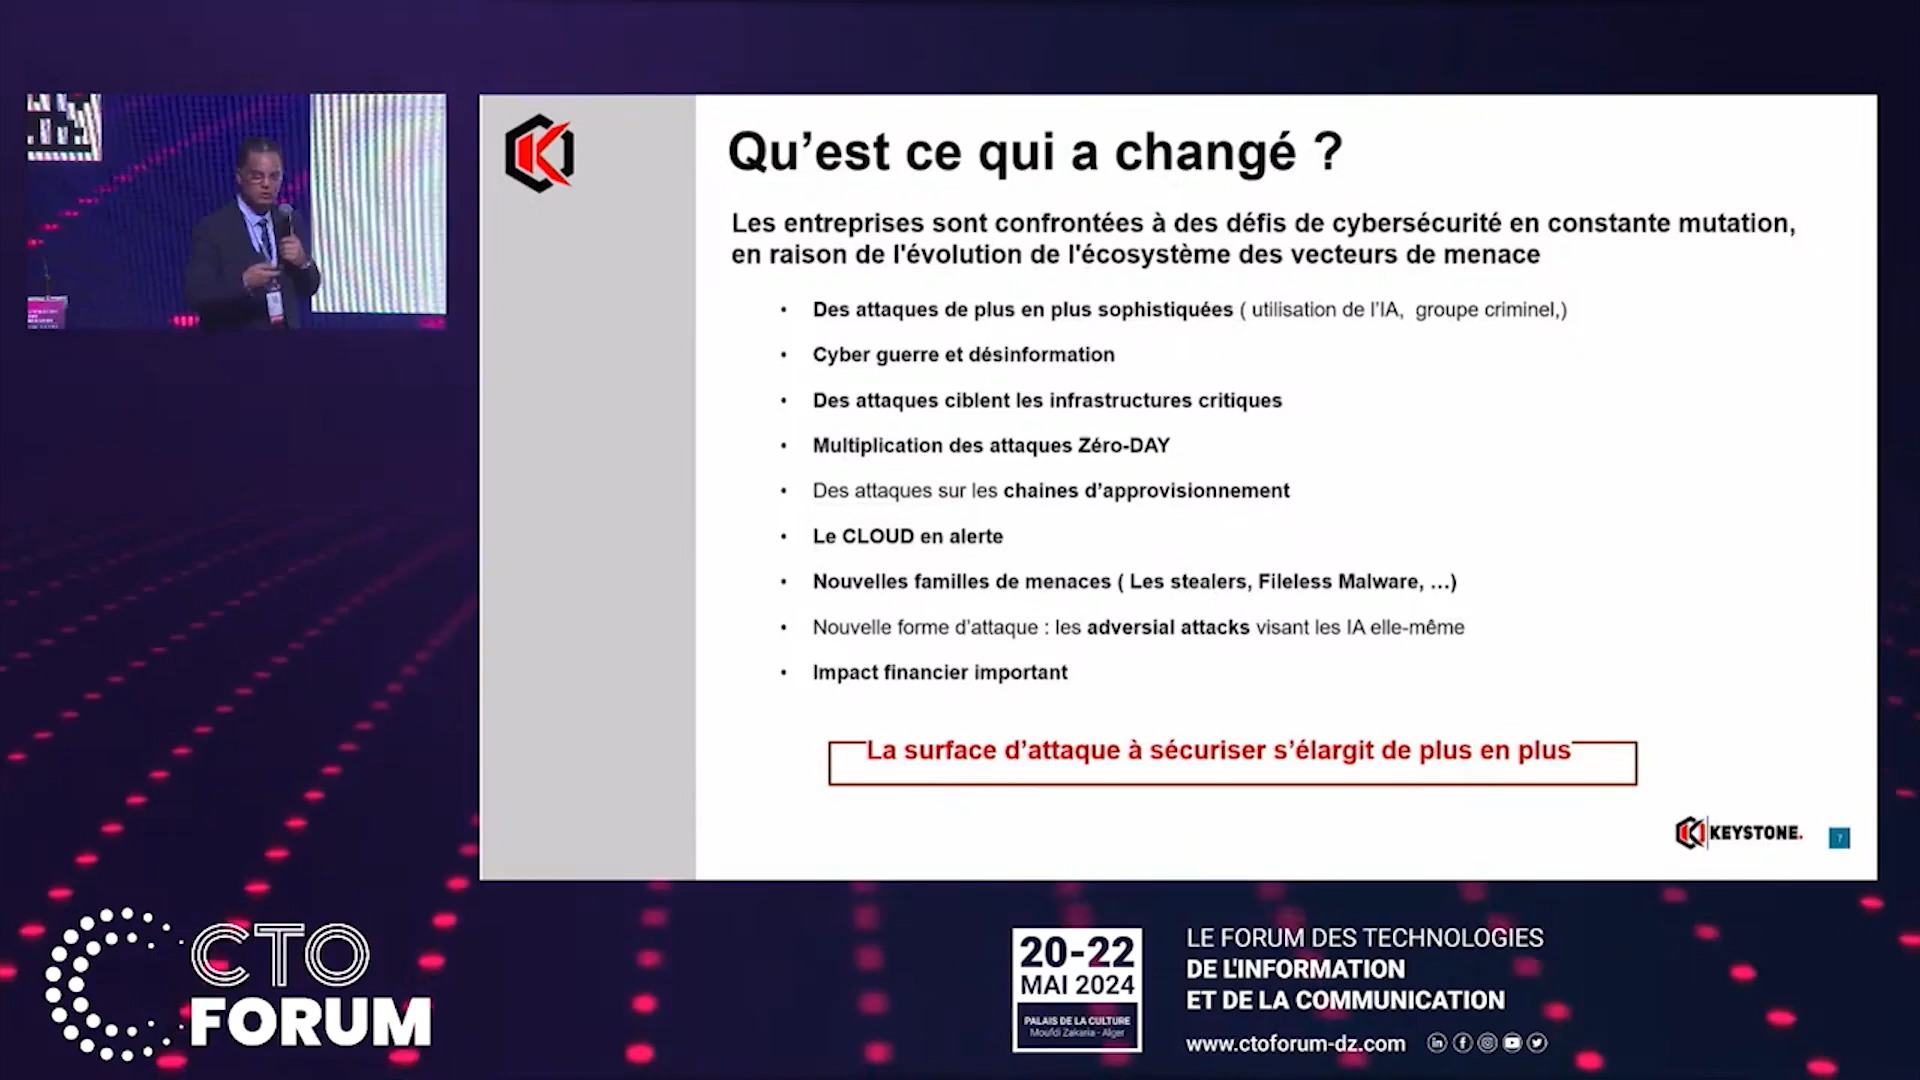 Qu’est ce qui a changé ?
Les entreprises sont confrontées à des défis de cybersécurité en constante mutation,
en raison de l'évolution de l'écosystème des vecteurs de menace
• Des attaques de plus en plus sophistiquées ( utilisation de l’IA, groupe criminel,)
• Cyber guerre et désinformation
• Des attaques ciblent les infrastructures critiques
• Multiplication des attaques Zéro-DAY
• Des attaques sur les chaines d’approvisionnement
• Le CLOUD en alerte
• Nouvelles familles de menaces ( Les stealers, Fileless Malware, …)
• Nouvelle forme d’attaque : les adversial attacks visant les IA elle-même
• Impact financier important
La surface d’attaque à sécuriser s’élargit de plus en plus
KEYSTONE.
7
CTO
FORUM
20-22
MAI 2024
PALAIS DE LA CULTURE
Moufdi Zakaria - Alger
LE FORUM DES TECHNOLOGIES
DE L'INFORMATION
ET DE LA COMMUNICATION
www.ctoforum-dz.com